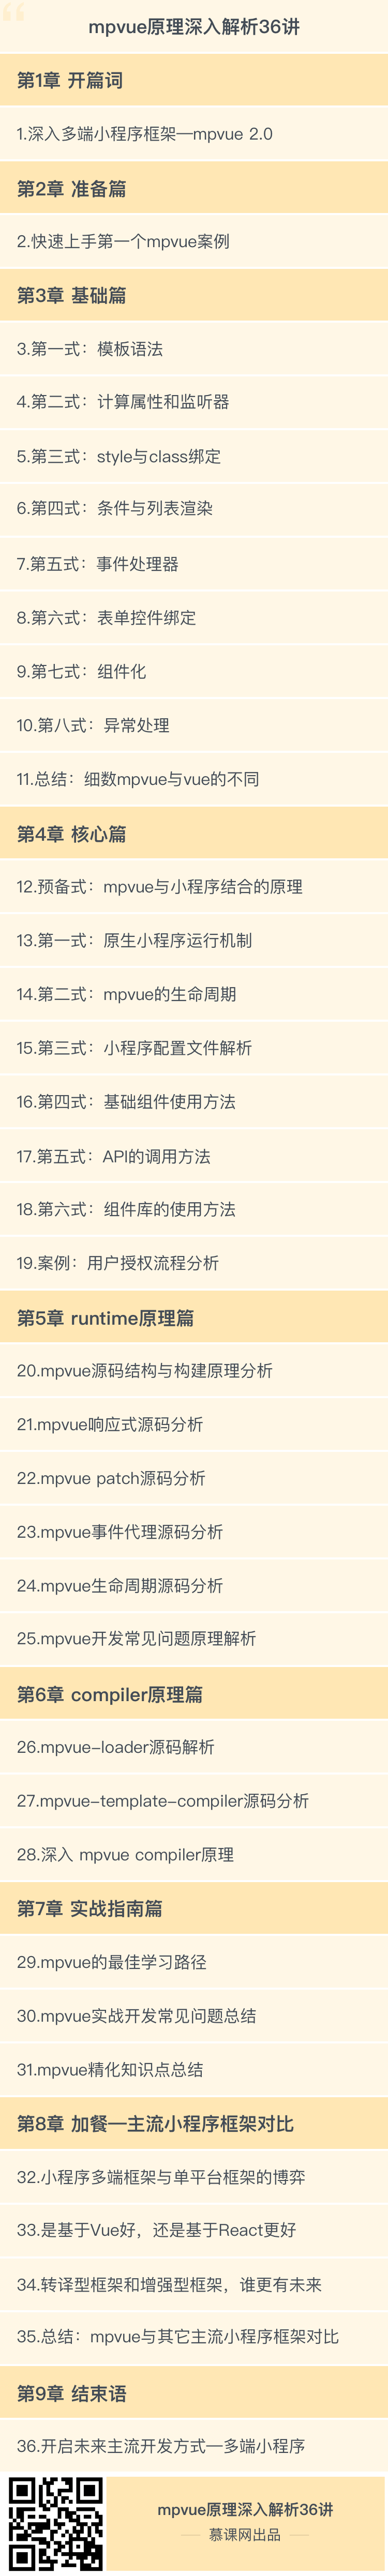 mpvue原理深入解析36讲
第1章 开篇词
1.深入多端小程序框架—mpvue 2.0
第2章 准备篇
2.快速上手第一个mpvue案例
第3章 基础篇
3.第一式：模板语法
4.第二式：计算属性和监听器
5.第三式：style与class绑定
6.第四式：条件与列表渲染
7.第五式：事件处理器
8.第六式：表单控件绑定
9.第七式：组件化
10.第八式：异常处理
11.总结：细数mpvue与vue的不同
第4章 核心篇
12.预备式：mpvue与小程序结合的原理
13.第一式：原生小程序运行机制
14.第二式：mpvue的生命周期
15.第三式：小程序配置文件解析
16.第四式：基础组件使用方法
17.第五式：API的调用方法
18.第六式：组件库的使用方法
19.案例：用户授权流程分析
第5章 runtime原理篇
20.mpvue源码结构与构建原理分析
21.mpvue响应式源码分析
22.mpvue patch源码分析
23.mpvue事件代理源码分析
24.mpvue生命周期源码分析
25.mpvue开发常见问题原理解析
第6章 compiler原理篇
26.mpvue-loader源码解析
27.mpvue-template-compiler源码分析
28.深入 mpvue compiler原理
第7章 实战指南篇
29.mpvue的最佳学习路径
30.mpvue实战开发常见问题总结
31.mpvue精化知识点总结
第8章 加餐—主流小程序框架对比
32.小程序多端框架与单平台框架的博弈
33.是基于Vue好，还是基于React更好
34.转译型框架和增强型框架，谁更有未来
35.总结：mpvue与其它主流小程序框架对比
第9章 结束语
36.开启未来主流开发方式—多端小程序
mpvue原理深入解析36讲
慕课网出品